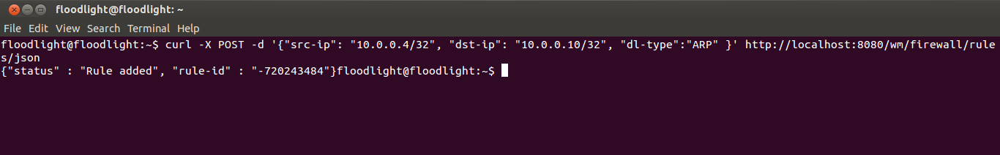 floodlight@floodlight: ~
File Edit View Search Terminal Help
floodlight@floodlight:~$ curl -X POST -d '{"src-ip": "10.0.0.4/32", "dst-ip": "10.0.0.10/32", "dl-type":"ARP" }' http://localhost:8080/wm/firewall/rule
s/json
{"status" : "Rule added", "rule-id" : "-720243484"}floodlight@floodlight:~$